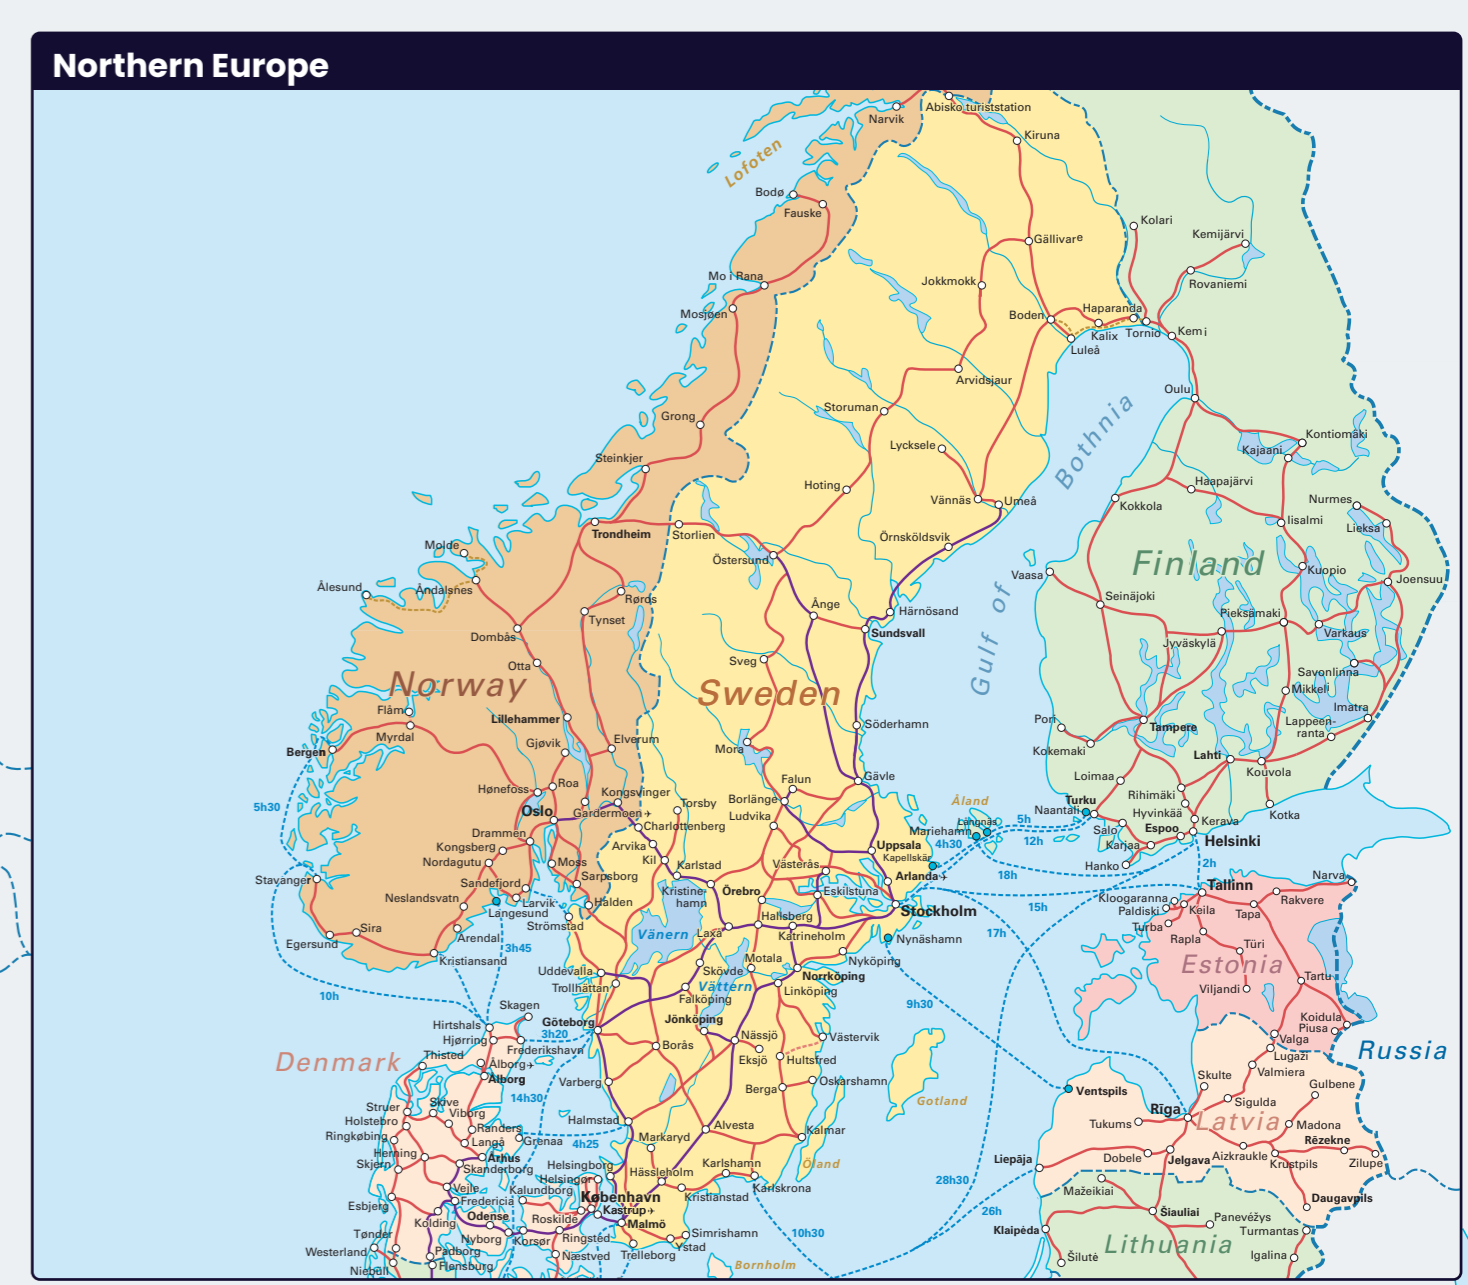 Northern Europe
Narvik
Abisko turiststation
Kiruna
Lofoten
Bodø
Fauske
Kolari
Gällivare
Kemijärvi
Mo i Rana
Jokkmokk
Rovaniemi
Mosjøen
Boden
Haparanda
Kalix
Tornio
Kemi
Luleå
Arvidsjaur
Oulu
Storuman
Grong
Bothnia
Lycksele
Kontiomäki
Kajaani
Steinkjer
Hoting
Vännäs
Umeå
Haapajärvi
Kokkola
Nurmes
Iisalmi
Lieksa
Trondheim
Storlien
Örnsköldsvik
Molde
Östersund
Finland
Kuopio
Ålesund
Åndalsnes
Vaasa
Joensuu
Røros
Ånge
Härnösand
Gulf of
Seinäjoki
Pieksämäki
Tynset
Dombås
Sundsvall
Varkaus
Jyväskylä
Otta
Sveg
Savonlinna
Norway
Sweden
Mikkeli
Flåm
Lillehammer
Imatra
Myrdal
Söderhamn
Pori
Tampere
Lappeen-
ranta
Bergen
Gjøvik
Elverum
Mora
Kokemaki
Lahti
Kouvola
Hønefoss
Roa
Kongsvinger
Falun
Gävle
Loimaa
Rihimäki
5h30
Oslo
Gardermoen
Torsby
Borlänge
Ludvika
Åland
Turku
Naantali
Hyvinkää
Kotka
Charlottenberg
Långnäs
Mariehamn
5h
Salo
Espoo
Kerava
Drammen
Arvika
Uppsala
4h30
12h
Karjaa
Helsinki
Kongsberg
Kil
Karlstad
Västerås
Kapellskär
Hanko
2h
Nordagutu
Moss
Arlanda
18h
Stavanger
Sandefjord
Sarpsborg
Kristine-
hamn
Örebro
Eskilstuna
Narva
Tallinn
Neslandsvatn
Larvik
Halden
Stockholm
15h
Kloogaranna
Keila
Rakvere
Paldiski
Tapa
Langesund
Strömstad
Hallsberg
Sira
Vänern
Laxå
Katrineholm
17h
Turba
Egersund
Arendal
3h45
Nynäshamn
Rapla
Türi
Kristiansand
Motala
Nyköping
Estonia
Uddevalla
Skövde
Norrköping
Tartu
Trollhättan
Vättern
Linköping
Viljandi
10h
Falköping
9h30
Skagen
Göteborg
Jönköping
Koidula
Hirtshals
Piusa
Hjørring
3h20
Nässjö
Västervik
Valga
Frederikshavn
Borås
Eksjö
Hultsfred
Lugazi
Russia
Denmark
Thisted
Ålborg
Valmiera
Ålborg
Varberg
Berga
Oskarshamn
Skulte
Gulbene
14h30
Ventspils
Struer
Skive
Gotland
Sigulda
Holstebro
Viborg
Halmstad
Riga
Tukums
Latvia
Madona
Ringkøbing
Randers
Alvesta
Kalmar
Rēzekne
Langå
Grenaa
4h25
Markaryd
Herning
Århus
Liepāja
Dobele
Jelgava
Aizkraukle
Krustpils
Zilupe
Skjern
Skanderborg
Helsingborg
Hässleholm
Karlshamn
Öland
Helsingør
28h30
Vejle
Kalundborg
København
Karlskrona
Mažeikiai
Esbjerg
Fredericia
Kristianstad
Daugavpils
Kastrup
26h
Šiauliai
Kolding
Odense
Roskilde
Malmö
Panevėžys
Tønder
Nyborg
Korsør
Ringsted
Simrishamn
10h30
Klaipėda
Turmantas
Westerland
Padborg
Næstved
Trelleborg
Ystad
Šilutė
Lithuania
Igalina
Niebüll
Flensburg
Bornholm